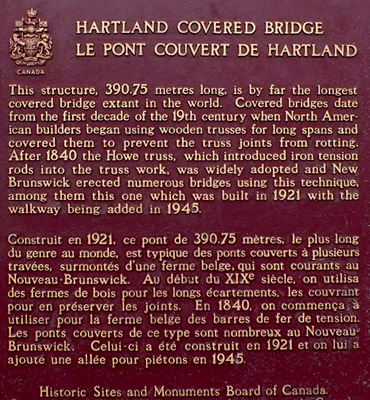 HARTLAND COVERED BRIDGE
LE PONT COUVERT DE HARTLAND
CANADA
This structure, 390.75 metres long, is by far the longest
covered bridge extant in the world. Covered bridges date
from the first decade of the 19th century when North Amer-
ican builders began using wooden trusses for long spans and
covered them to prevent the truss joints from rotting.
After 1840 the Howe truss, which introduced iron tension
rods into the truss work, was widely adopted and New
Brunswick erected numerous bridges using this technique,
among them this one which was built in 1921 with the
walkway being added in 1945.
Construit en 1921, ce pont de 390.75 mètres, le plus long
du genre au monde, est typique des ponts couverts à plusieurs
travées, surmontés d'une ferme belge, qui sont courants au
Nouveau-Brunswick. Au début du XIXe siècle, on utilisa
des fermes de bois pour les longs écartements, les couvrant
pour en préserver les joints. En 1840, on commença à
utiliser pour la ferme belge des barres de fer de tension.
Les ponts couverts de ce type sont nombreux au Nouveau-
Brunswick. Celui-ci a été construit en 1921 et on lui a
ajouté une allée pour piétons en 1945.
Historic Sites and Monuments Board of Canada.